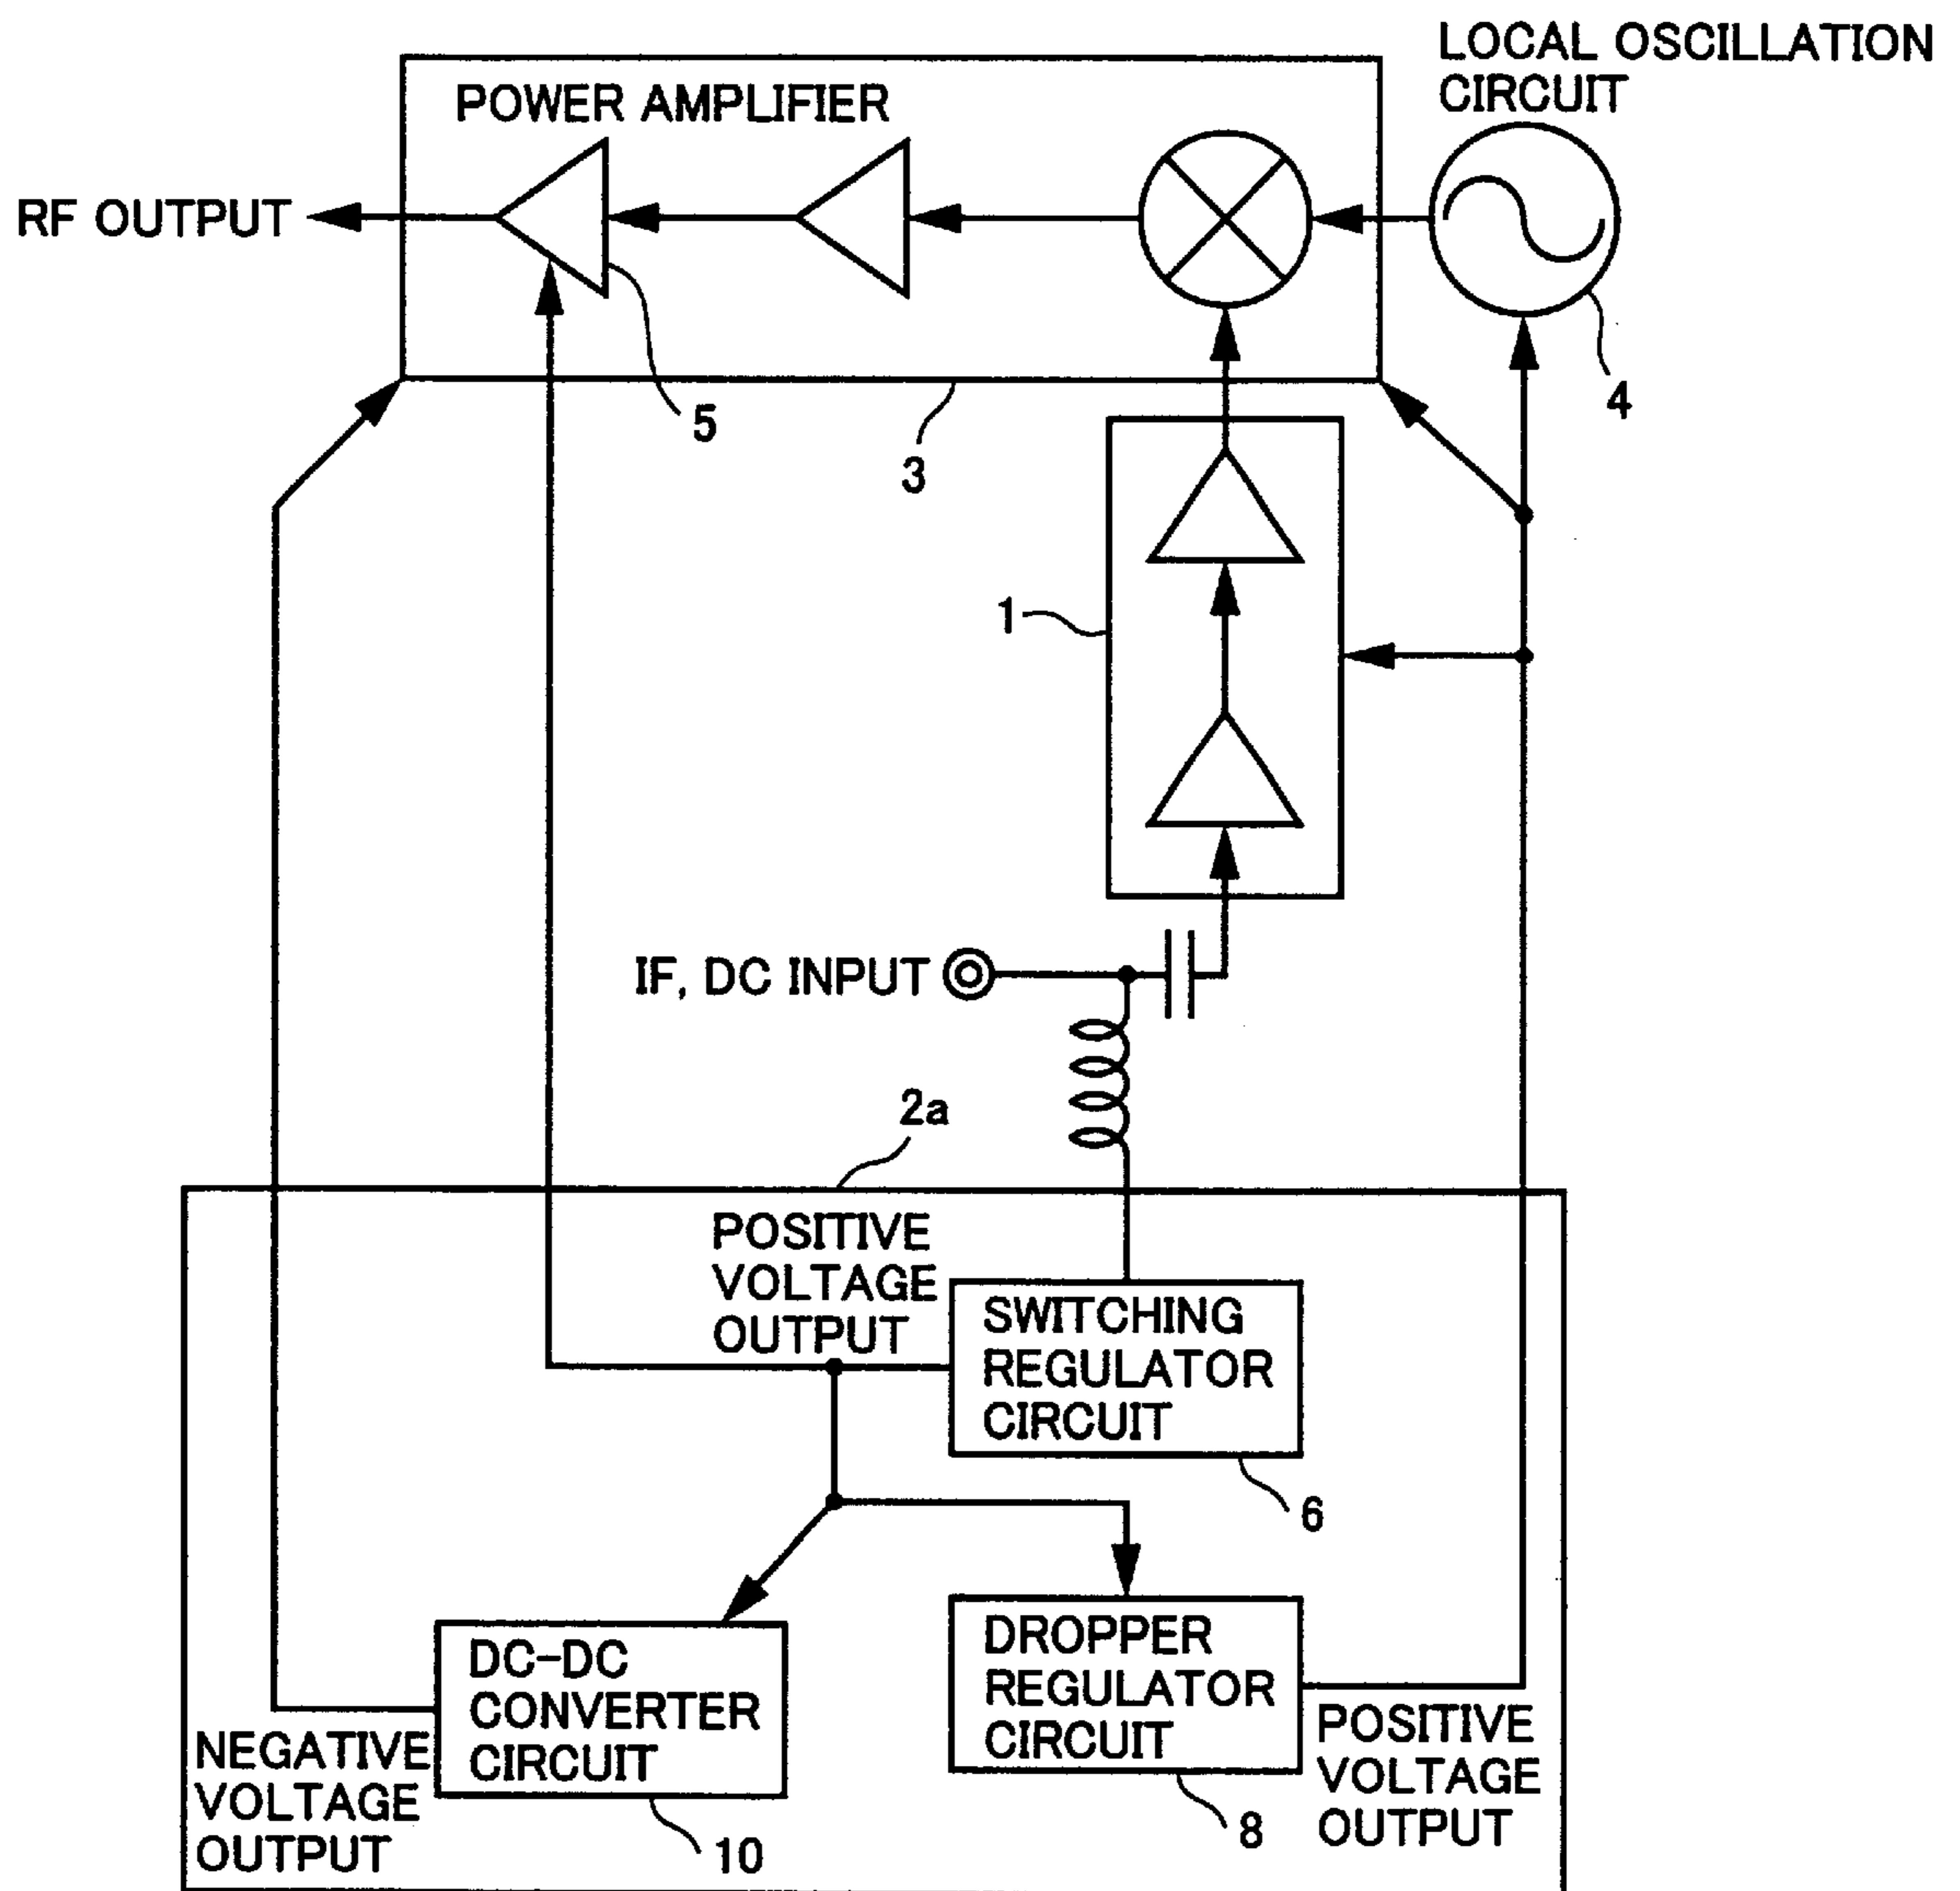 LOCAL OSCILLATION
CIRCUIT
POWER AMPLIFIER
RF OUTPUT
5
3
4
1
IF, DC INPUT
2a
POSITIVE
VOLTAGE
OUTPUT
SWITCHING
REGULATOR
CIRCUIT
6
DC-DC
CONVERTER
CIRCUIT
10
NEGATIVE
VOLTAGE
OUTPUT
DROPPER
REGULATOR
CIRCUIT
8
POSITIVE
VOLTAGE
OUTPUT